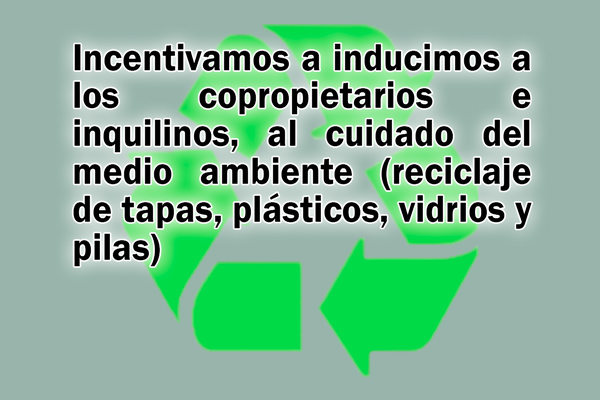 Incentivamos a inducimos a
los copropietarios e
inquilinos, al cuidado del
medio ambiente (reciclaje
de tapas, plásticos, vidrios y
pilas)